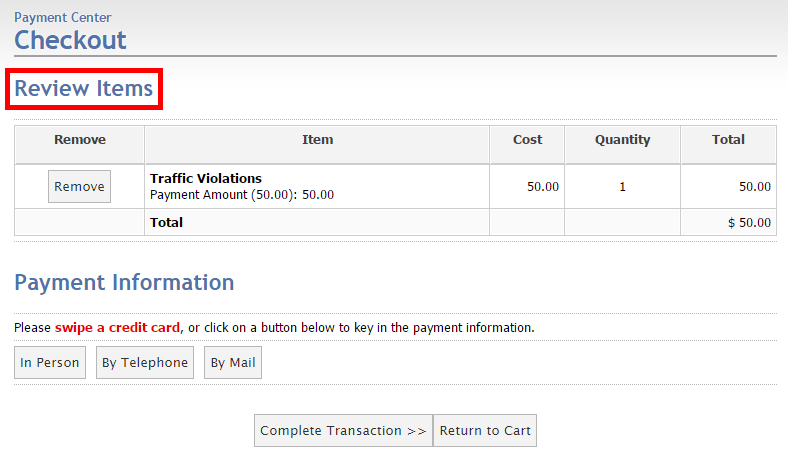 Payment Center
Checkout
Review Items
Remove Item Cost Quantity Total
Remove Traffic Violations 50.00 1 50.00
Payment Amount (50.00): 50.00
Total $ 50.00
Payment Information
Please swipe a credit card, or click on a button below to key in the payment information.
In Person By Telephone By Mail
Complete Transaction >> Return to Cart